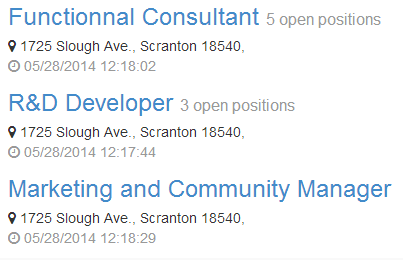 Functionnal Consultant 5 open positions
1725 Slough Ave., Scranton 18540,
05/28/2014 12:18:02
R&D Developer 3 open positions
1725 Slough Ave., Scranton 18540,
05/28/2014 12:17:44
Marketing and Community Manager
1725 Slough Ave., Scranton 18540,
05/28/2014 12:18:29